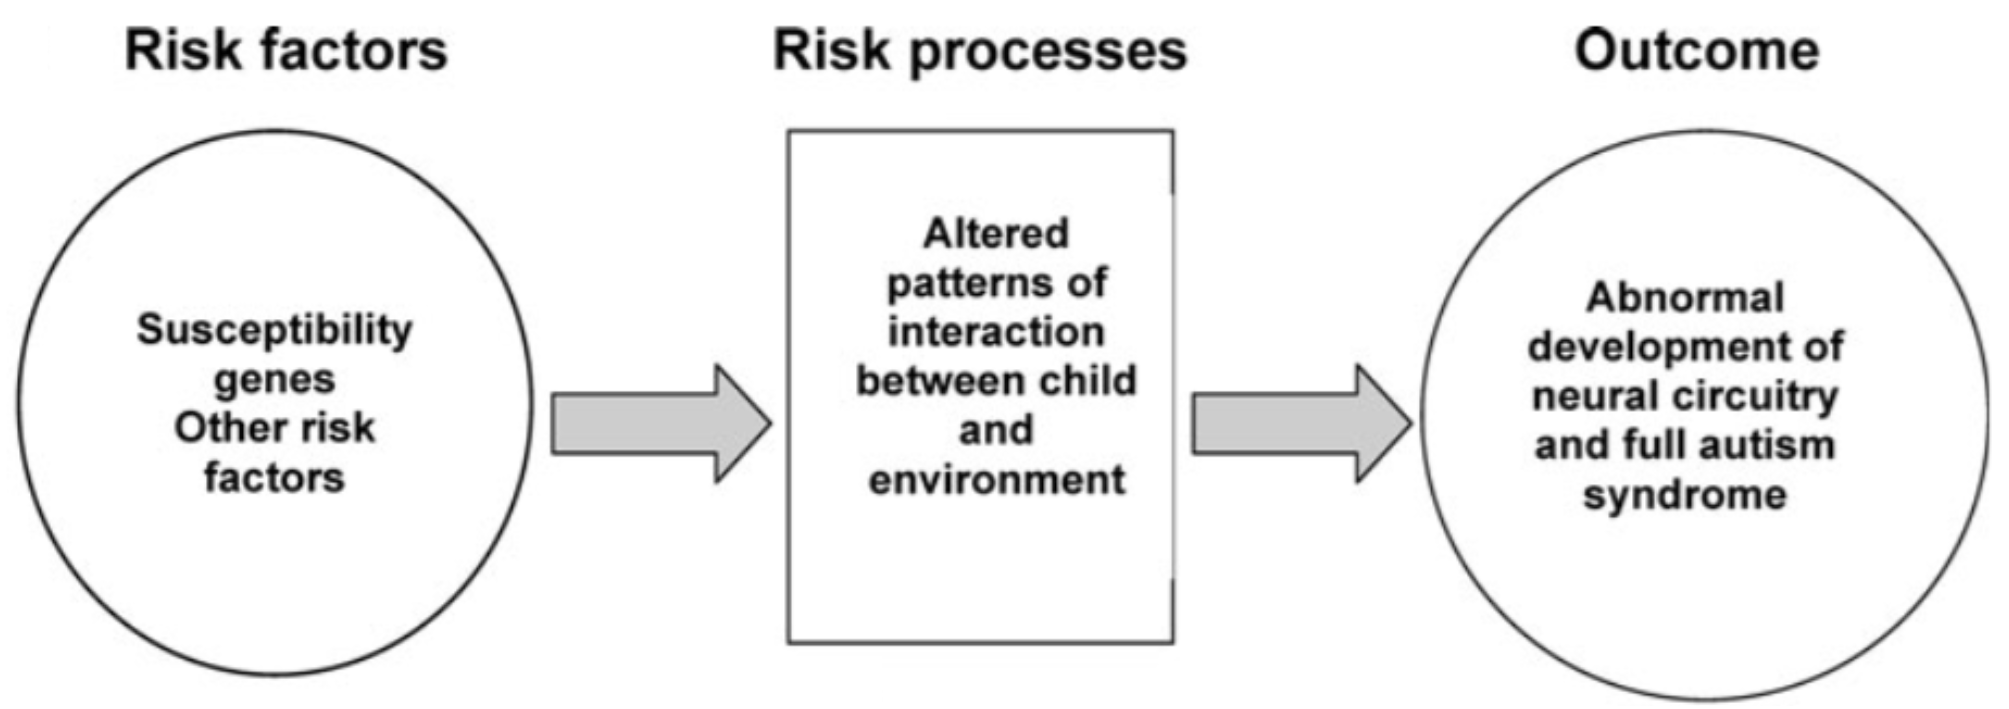 Risk factors
Risk processes
Outcome
Susceptibility
genes
Other risk
factors
Altered
patterns of
interaction
between child
and
environment
Abnormal
development of
neural circuitry
and full autism
syndrome